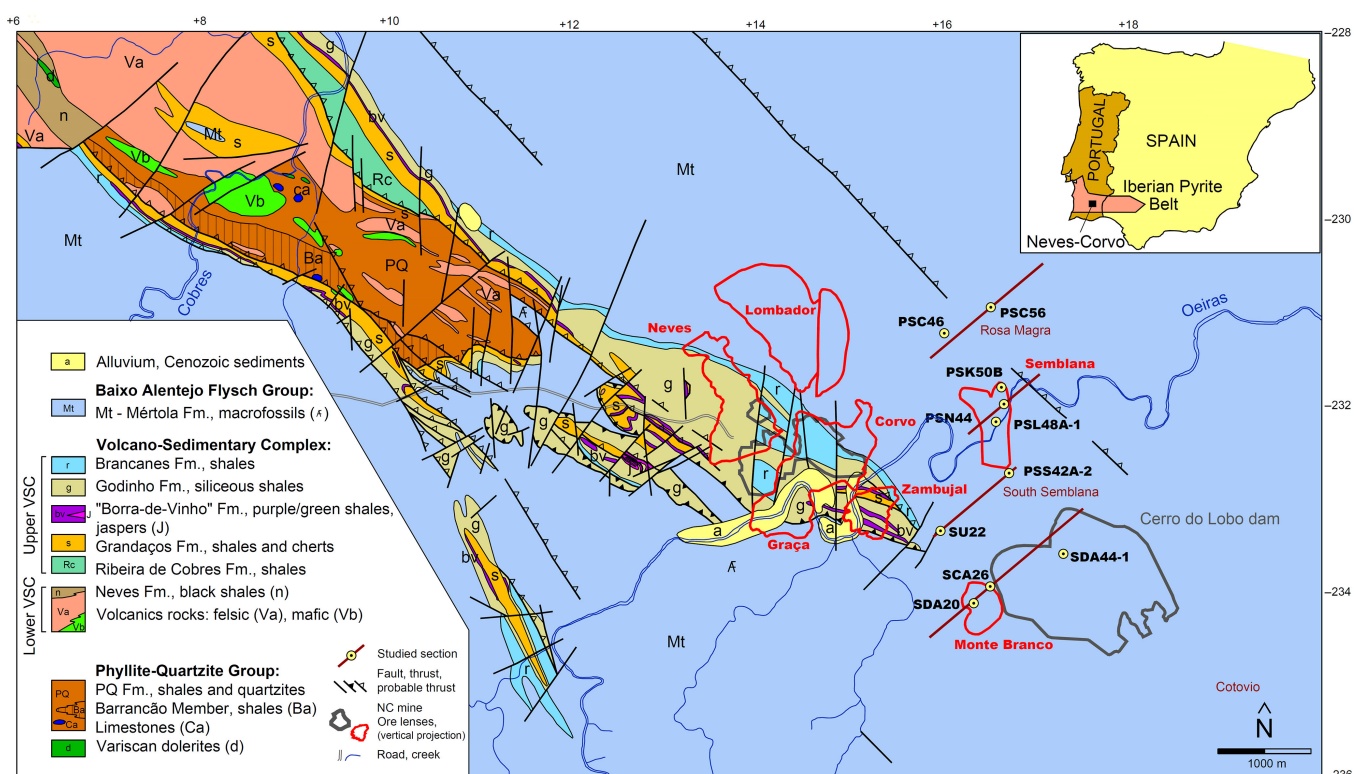 +6
+8
+10
+12
+14
+16
+18
–228
–230
–232
–234
–236
SPAIN
PORTUGAL
Iberian Pyrite
Belt
Neves-Corvo
Va
d
n
Va
Mt
s
Vb
Vb
ca
r
Mt
Cobres
Ba
bv
s
g
s
g
bv
s
Rc
s
g
Va
r
PQ
Va
s
g
g
s
bv
J
g
g
s
g
r
r
g
a
a
s
bv
g
bv
s
r
Mt
Mt
Neves
Lombador
Corvo
Zambujal
Graça
PSC46
PSC56
Rosa Magra
Oeiras
Semblana
PSK50B
PSN44
PSL48A-1
PSS42A-2
South Semblana
SU22
Cerro do Lobo dam
SDA44-1
SCA26
SDA20
Monte Branco
Cotovio
N
1000 m
a Alluvium, Cenozoic sediments
Baixo Alentejo Flysch Group:
Mt Mt - Mértola Fm., macrofossils ( )
Volcano-Sedimentary Complex:
Upper VSC
r Brancanes Fm., shales
g Godinho Fm., siliceous shales
bv J "Borra-de-Vinho" Fm., purple/green shales,
jaspers (J)
s Grandaços Fm., shales and cherts
Rc Ribeira de Cobres Fm., shales
Lower VSC
n Neves Fm., black shales (n)
Va Vb Volcanics rocks: felsic (Va), mafic (Vb)
Phyllite-Quartzite Group:
PQ PQ Fm., shales and quartzites
Ba Barrancão Member, shales (Ba)
Ca Limestones (Ca)
d Variscan dolerites (d)
Studied section
Fault, thrust,
probable thrust
NC mine
Ore lenses,
(vertical projection)
Road, creek